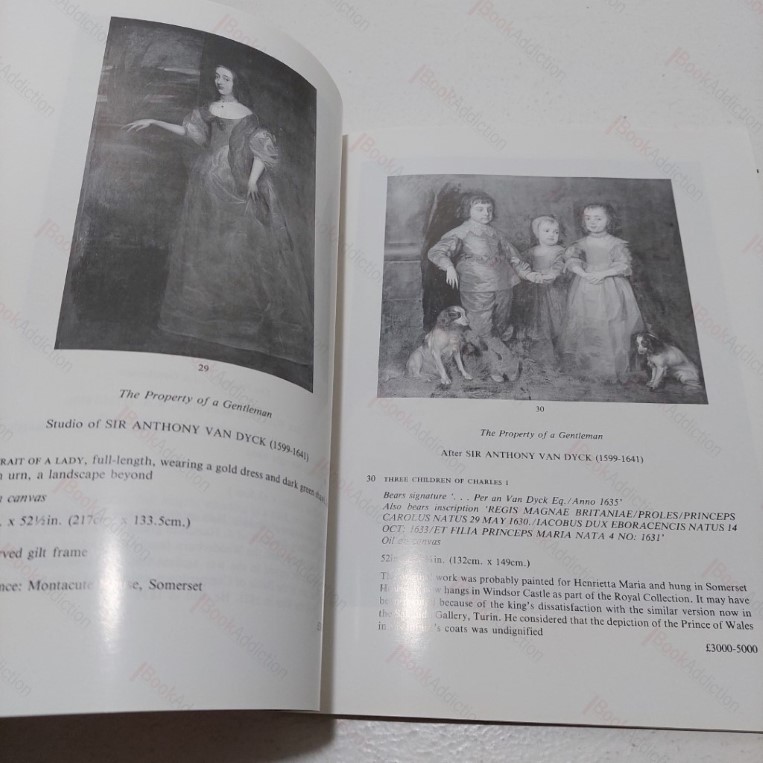 29
The Property of a Gentleman
Studio of SIR ANTHONY VAN DYCK (1599-1641)
RAIT OF A LADY, full-length, wearing a gold dress and dark green
urn, a landscape beyond
canvas
x 52½in. (217cm. x 133.5cm.)
ved gilt frame
nce: Montacute House, Somerset
30
The Property of a Gentleman
After SIR ANTHONY VAN DYCK (1599-1641)
30 THREE CHILDREN OF CHARLES I
Bears signature '. . . Per an Van Dyck Eq./Anno 1635'
Also bears inscription 'REGIS MAGNAE BRITANIAE/PROLES/PRINCEPS
CAROLUS NATUS 29 MAY 1630./IACOBUS DUX EBORACENCIS NATUS 14
OCT. 1633/ET FILIA PRINCEPS MARIA NATA 4 NO: 1631'
Oil on canvas
in. (132cm. x 149cm.)
work was probably painted for Henrietta Maria and hung in Somerset
hangs in Windsor Castle as part of the Royal Collection. It may have
because of the king's dissatisfaction with the similar version now in
Gallery, Turin. He considered that the depiction of the Prince of Wales
in coats was undignified
£3000-5000
BookAddiction